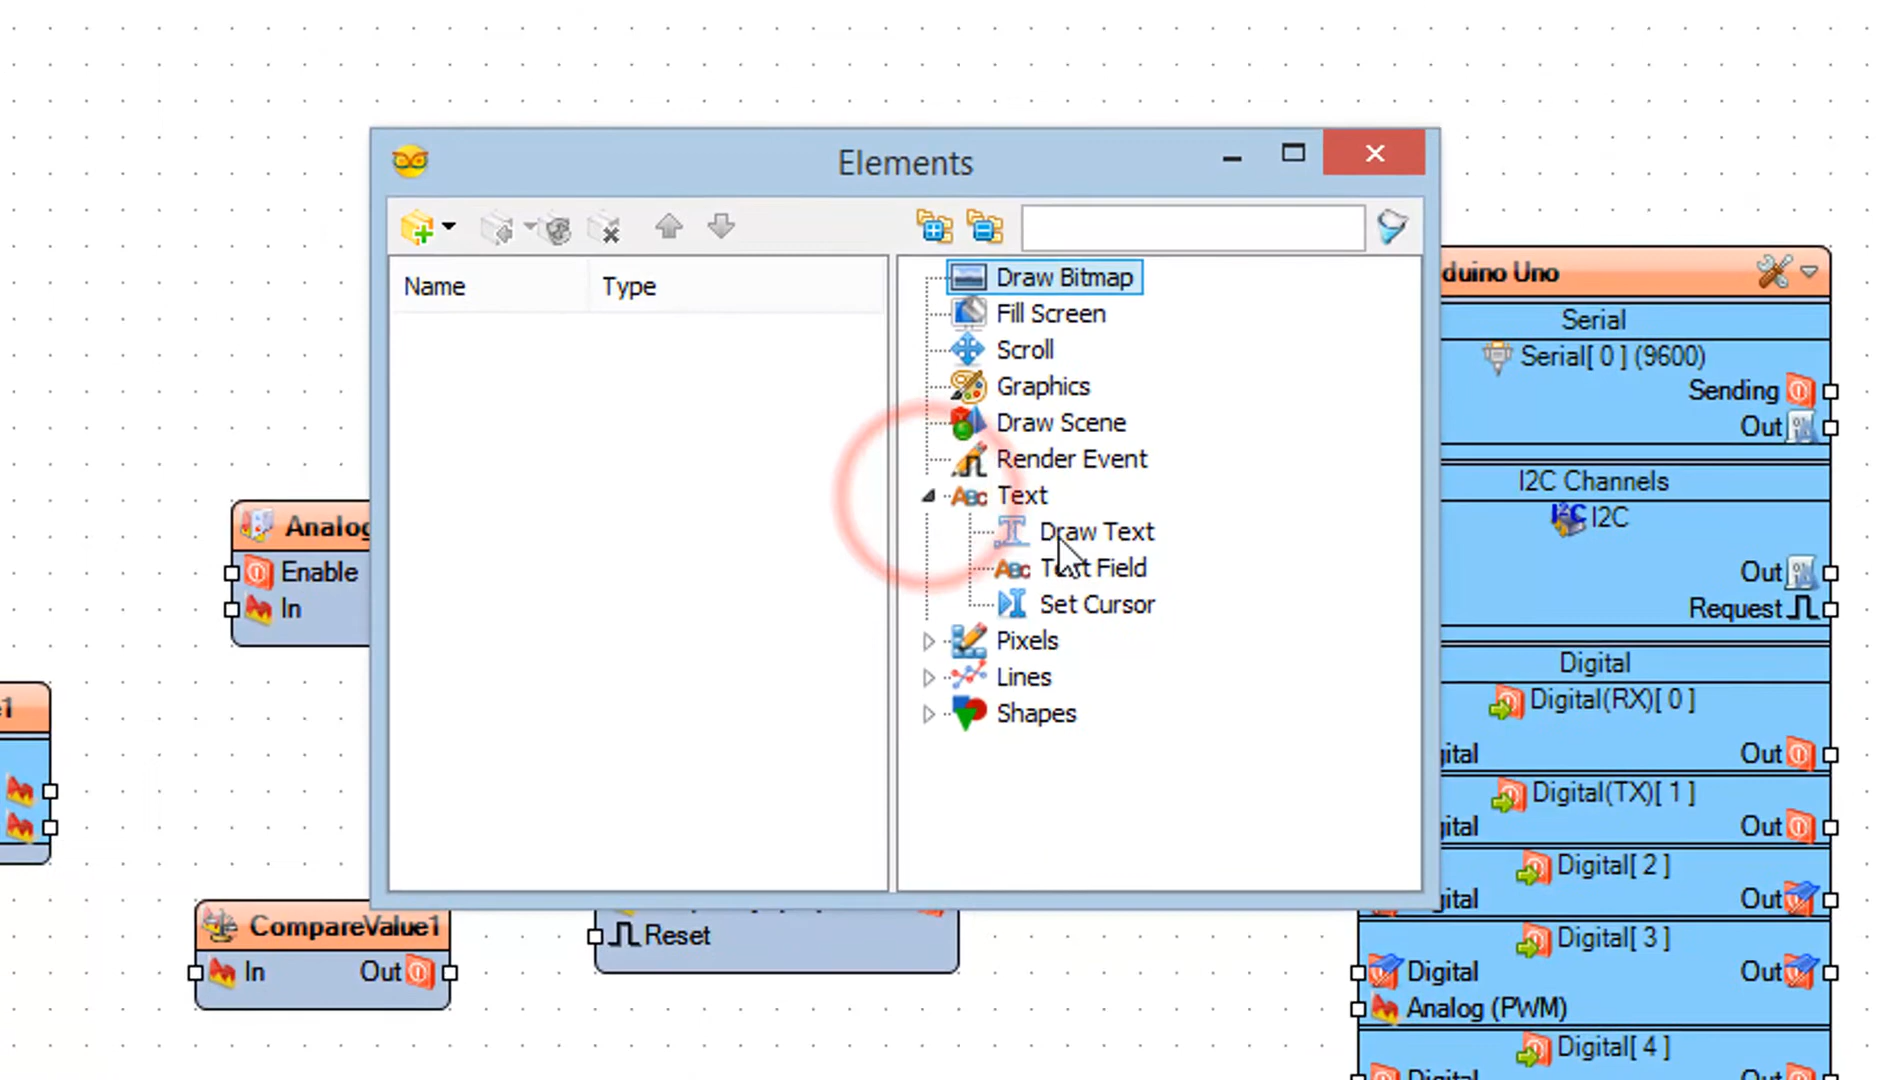 Elements
Name Type
Draw Bitmap
Fill Screen
Scroll
Graphics
Draw Scene
Render Event
Text
Draw Text
Field
Set Cursor
Pixels
Lines
Shapes
Analog
Enable
In
CompareValue1
In Out
Reset
duino Uno
Serial
Serial[ 0 ] (9600)
Sending
Out
I2C Channels
I2C
Out
Request
Digital
Digital(RX)[ 0 ]
gital Out
Digital(TX)[ 1 ]
gital Out
Digital[ 2 ]
gital Out
Digital[ 3 ]
Digital Out
Analog (PWM)
Digital[ 4 ]